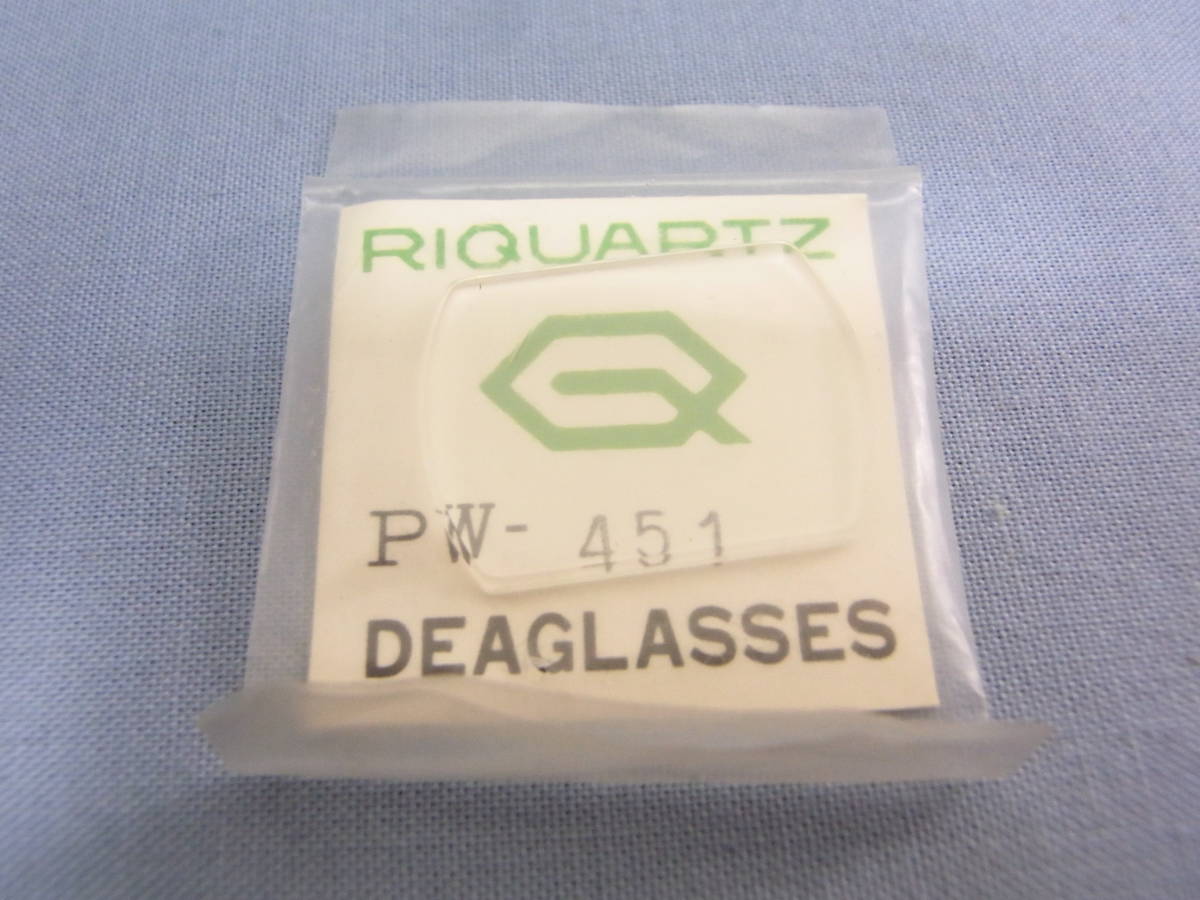 RIQUARTZ
PW- 451
DEAGLASSES